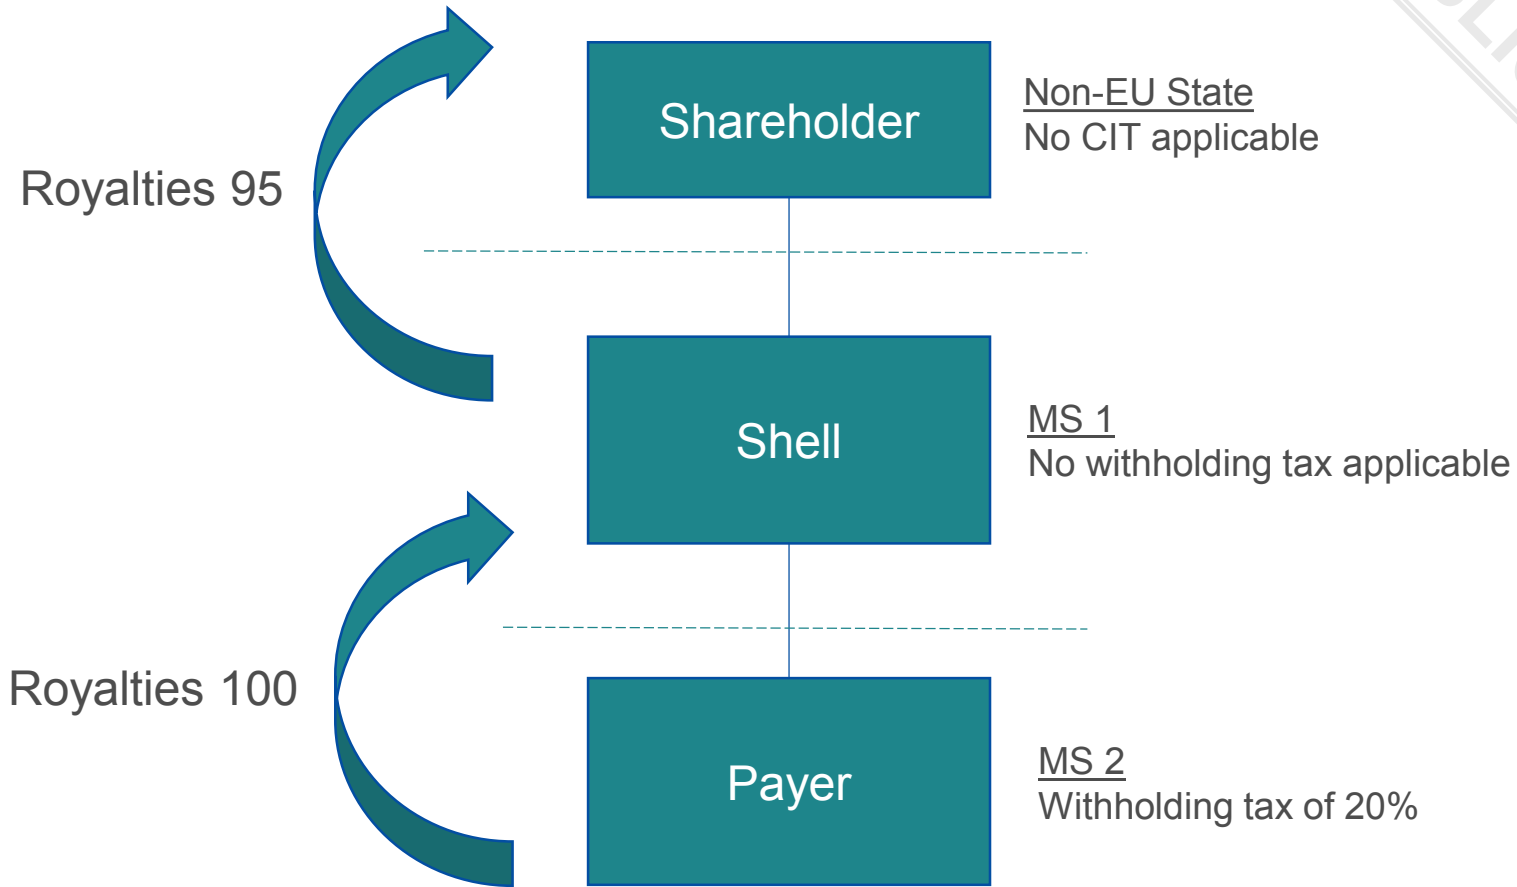 Shareholder
Non-EU State
No CIT applicable
Royalties 95
Shell
MS 1
No withholding tax applicable
Royalties 100
Payer
MS 2
Withholding tax of 20%